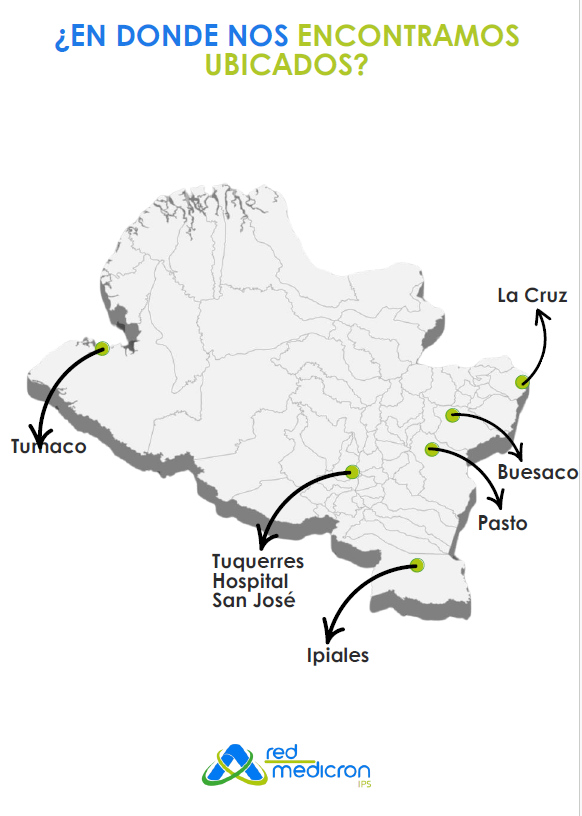 ¿EN DONDE NOS ENCONTRAMOS
UBICADOS?
La Cruz
Tumaco
Buesaco
Pasto
Tuquerres
Hospital
San José
Ipiales
red
medicron
IPS